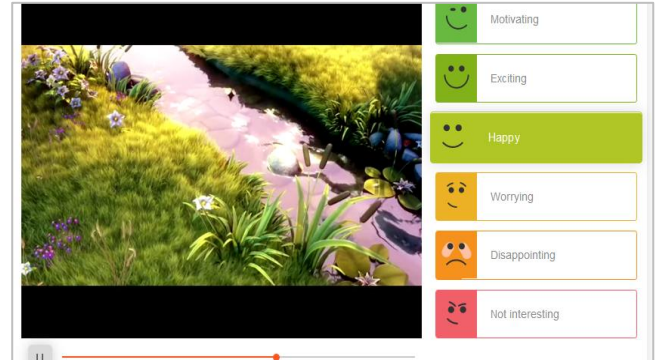 Motivating
Exciting
Happy
Worrying
Disappointing
Not interesting